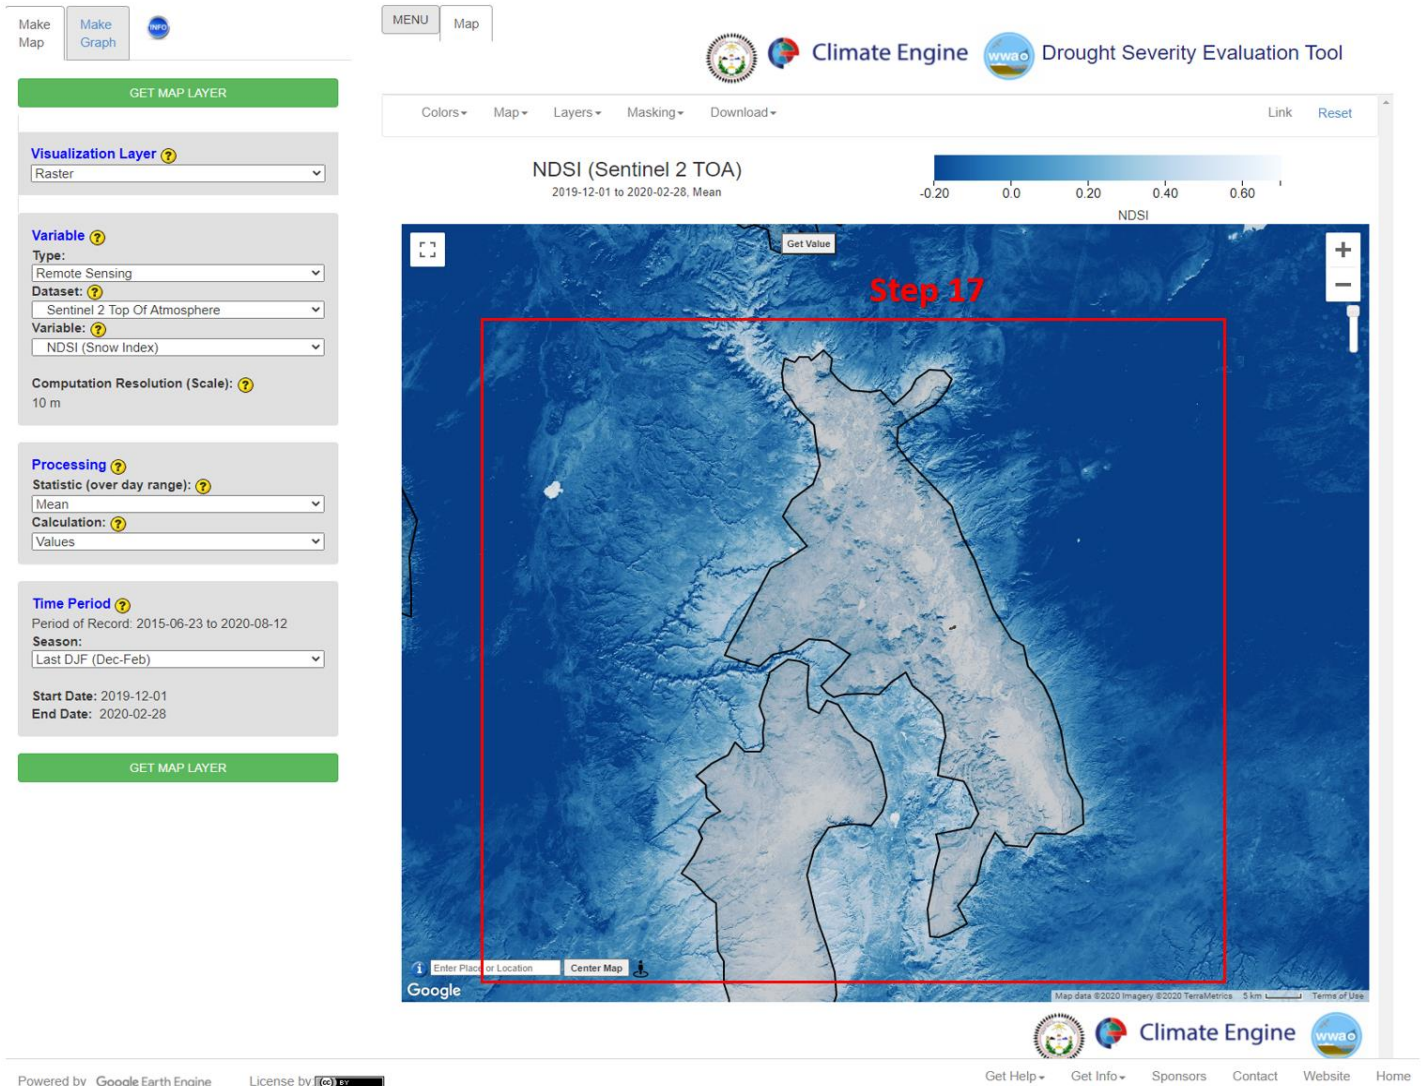 Make
Map
Make
Graph
INFO
MENU
Map
Climate Engine
wwao
Drought Severity Evaluation Tool
GET MAP LAYER
Colors
Map
Layers
Masking
Download
Link
Reset
Visualization Layer ?
Raster
NDSI (Sentinel 2 TOA)
2019-12-01 to 2020-02-28, Mean
-0.20 0.0 0.20 0.40 0.60
NDSI
Variable ?
Type:
Remote Sensing
Dataset: ?
Sentinel 2 Top Of Atmosphere
Variable: ?
NDSI (Snow Index)
Computation Resolution (Scale): ?
10 m
Get Value
+
−
Step 17
Processing ?
Statistic (over day range): ?
Mean
Calculation: ?
Values
Time Period ?
Period of Record: 2015-06-23 to 2020-08-12
Season:
Last DJF (Dec-Feb)
Start Date: 2019-12-01
End Date: 2020-02-28
GET MAP LAYER
i
Enter Place or Location
Center Map
Google
Map data ©2020 Imagery ©2020 TerraMetrics 5 km Terms of Use
Climate Engine
wwao
Powered by Google Earth Engine
License by (cc) BY
Get Help
Get Info
Sponsors
Contact
Website
Home